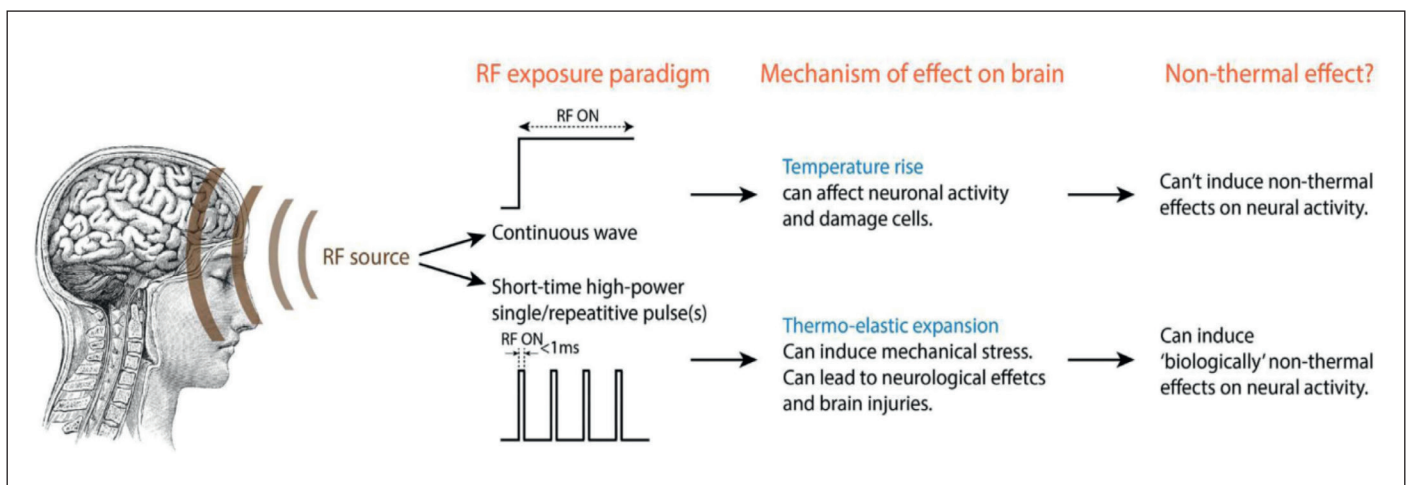 RF exposure paradigm
Mechanism of effect on brain
Non-thermal effect?
RF ON
Temperature rise
can affect neuronal activity
and damage cells.
Can't induce non-thermal
effects on neural activity.
RF source
Continuous wave
Short-time high-power
single/repeatitive pulse(s)
RF ON
<1ms
Thermo-elastic expansion
Can induce mechanical stress.
Can lead to neurological effetcs
and brain injuries.
Can induce
'biologically' non-thermal
effects on neural activity.